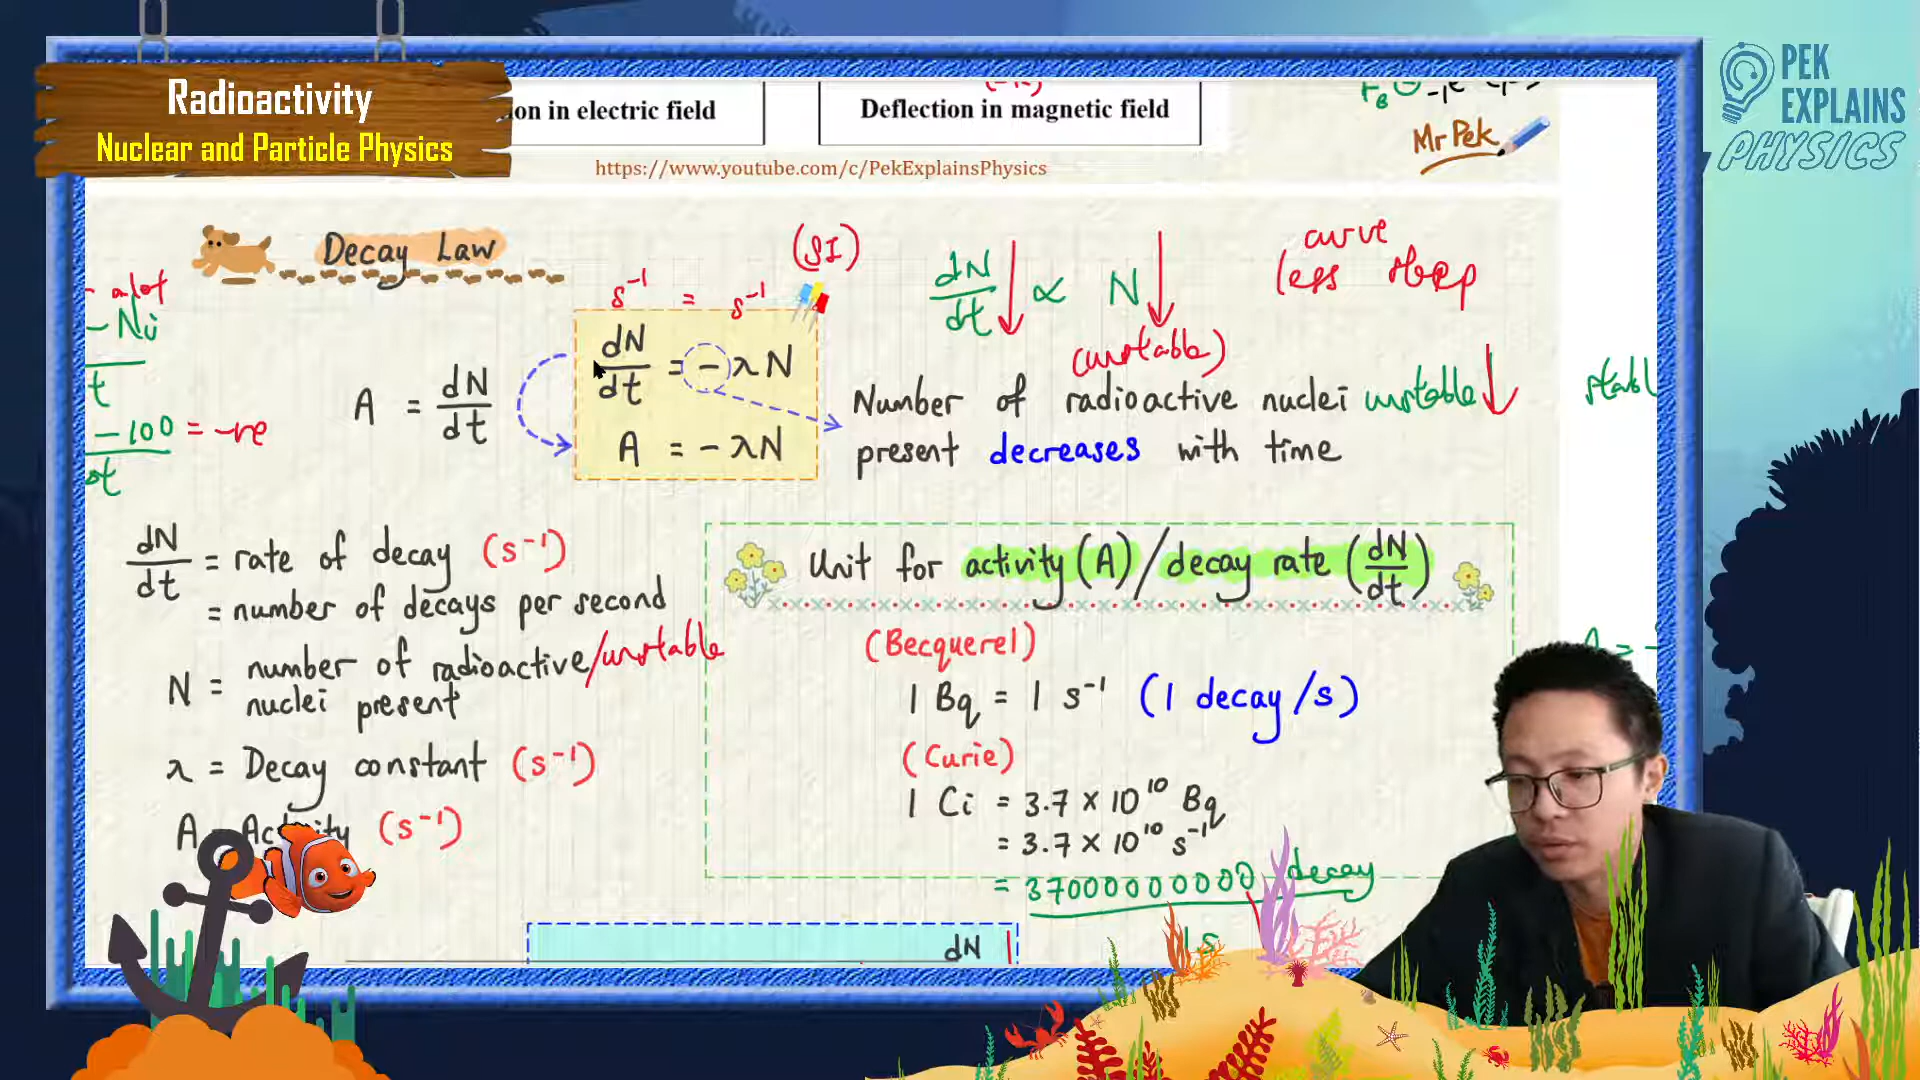 Radioactivity
Nuclear and Particle Physics
PEK
EXPLAINS
PHYSICS
ion in electric field
Deflection in magnetic field
Mr Pek
https://www.youtube.com/c/PekExplainsPhysics
Decay Law
(SI)
s⁻¹ = s⁻¹
dN/dt = -λN
A = dN/dt
A = -λN
dN/dt ↓ ∝ N ↓
(unstable)
curve
less steep
Number of radioactive nuclei unstable ↓
present decreases with time
stabl
- a lot
- Ni
t
-100 = -ve
dN/dt = rate of decay (s⁻¹)
= number of decays per second
N = number of radioactive/unstable
nuclei present
λ = Decay constant (s⁻¹)
A = Activity (s⁻¹)
Unit for activity (A) / decay rate (dN/dt)
(Becquerel)
1 Bq = 1 s⁻¹ (1 decay/s)
(Curie)
1 Ci = 3.7 × 10¹⁰ Bq
= 3.7 × 10¹⁰ s⁻¹
= 37000000000 decay
1 s
dN
A = -